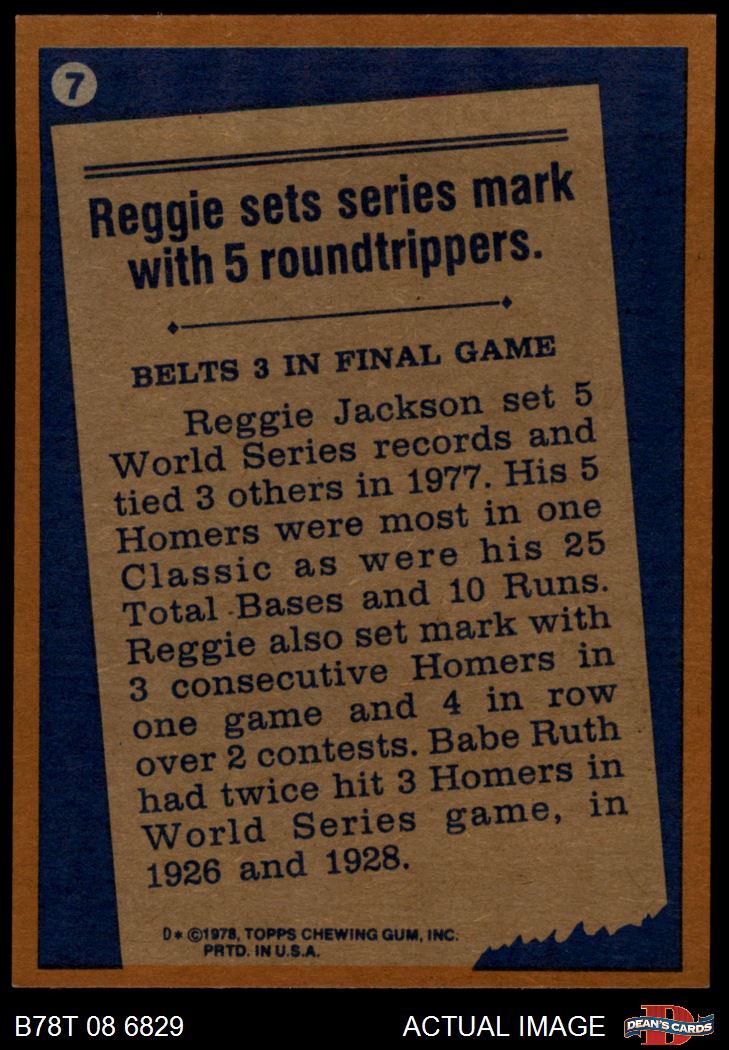 7
Reggie sets series mark
with 5 roundtrippers.
BELTS 3 IN FINAL GAME
Reggie Jackson set 5
World Series records and
tied 3 others in 1977. His 5
Homers were most in one
Classic as were his 25
Total Bases and 10 Runs.
Reggie also set mark with
3 consecutive Homers in
one game and 4 in row
over 2 contests. Babe Ruth
had twice hit 3 Homers in
World Series game, in
1926 and 1928.
D* ©1978, TOPPS CHEWING GUM, INC.
PRTD. IN U.S.A.
B78T 08 6829 ACTUAL IMAGE DEAN'S CARDS